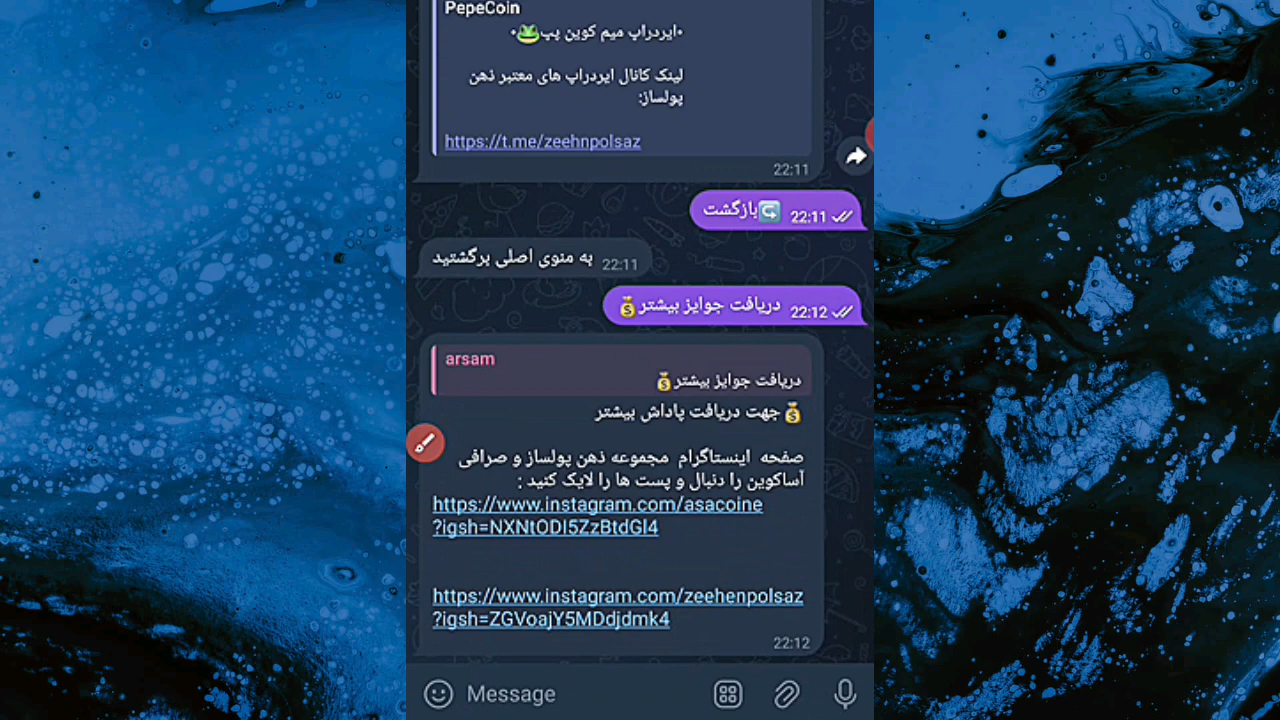 PepeCoin
•ایردراپ میم کوین پپ🐸•
لینک کانال ایردراپ های معتبر ذهن
پولساز:
https://t.me/zeehnpolsaz
22:11
بازگشت↪️ 22:11
به منوی اصلی برگشتید 22:11
دریافت جوایز بیشتر💰 22:12
arsam
دریافت جوایز بیشتر💰
💰جهت دریافت پاداش بیشتر
صفحه اینستاگرام مجموعه ذهن پولساز و صرافی
آساکوین را دنبال و پست ها را لایک کنید :
https://www.instagram.com/asacoine
?igsh=NXNtODl5ZzBtdGl4
https://www.instagram.com/zeehenpolsaz
?igsh=ZGVoajY5MDdjdmk4
22:12
Message